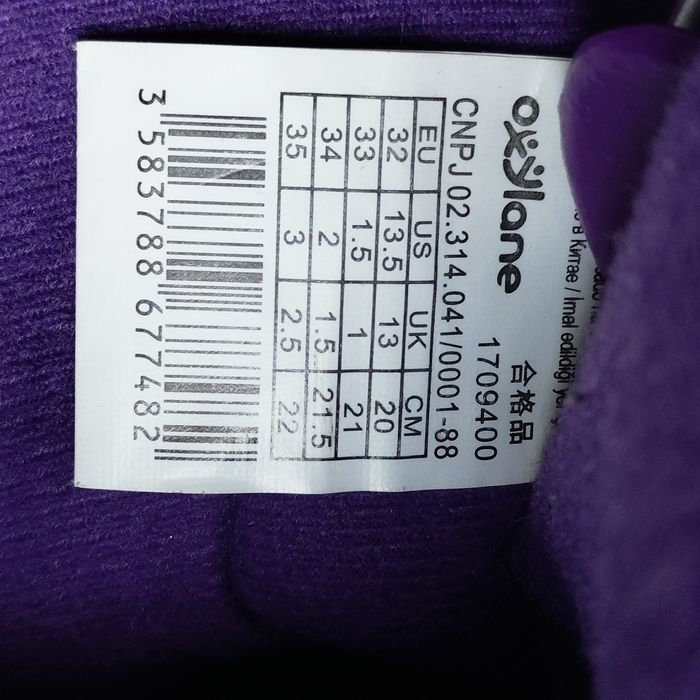 в Китае / Imal edildiği
oxylane
合格品
1709400
CNPJ 02.314.041/0001-88
EU US UK CM
32 13.5 13 20
33 1.5 1 21
34 2 1.5 21.5
35 3 2.5 22
3 583788 677482